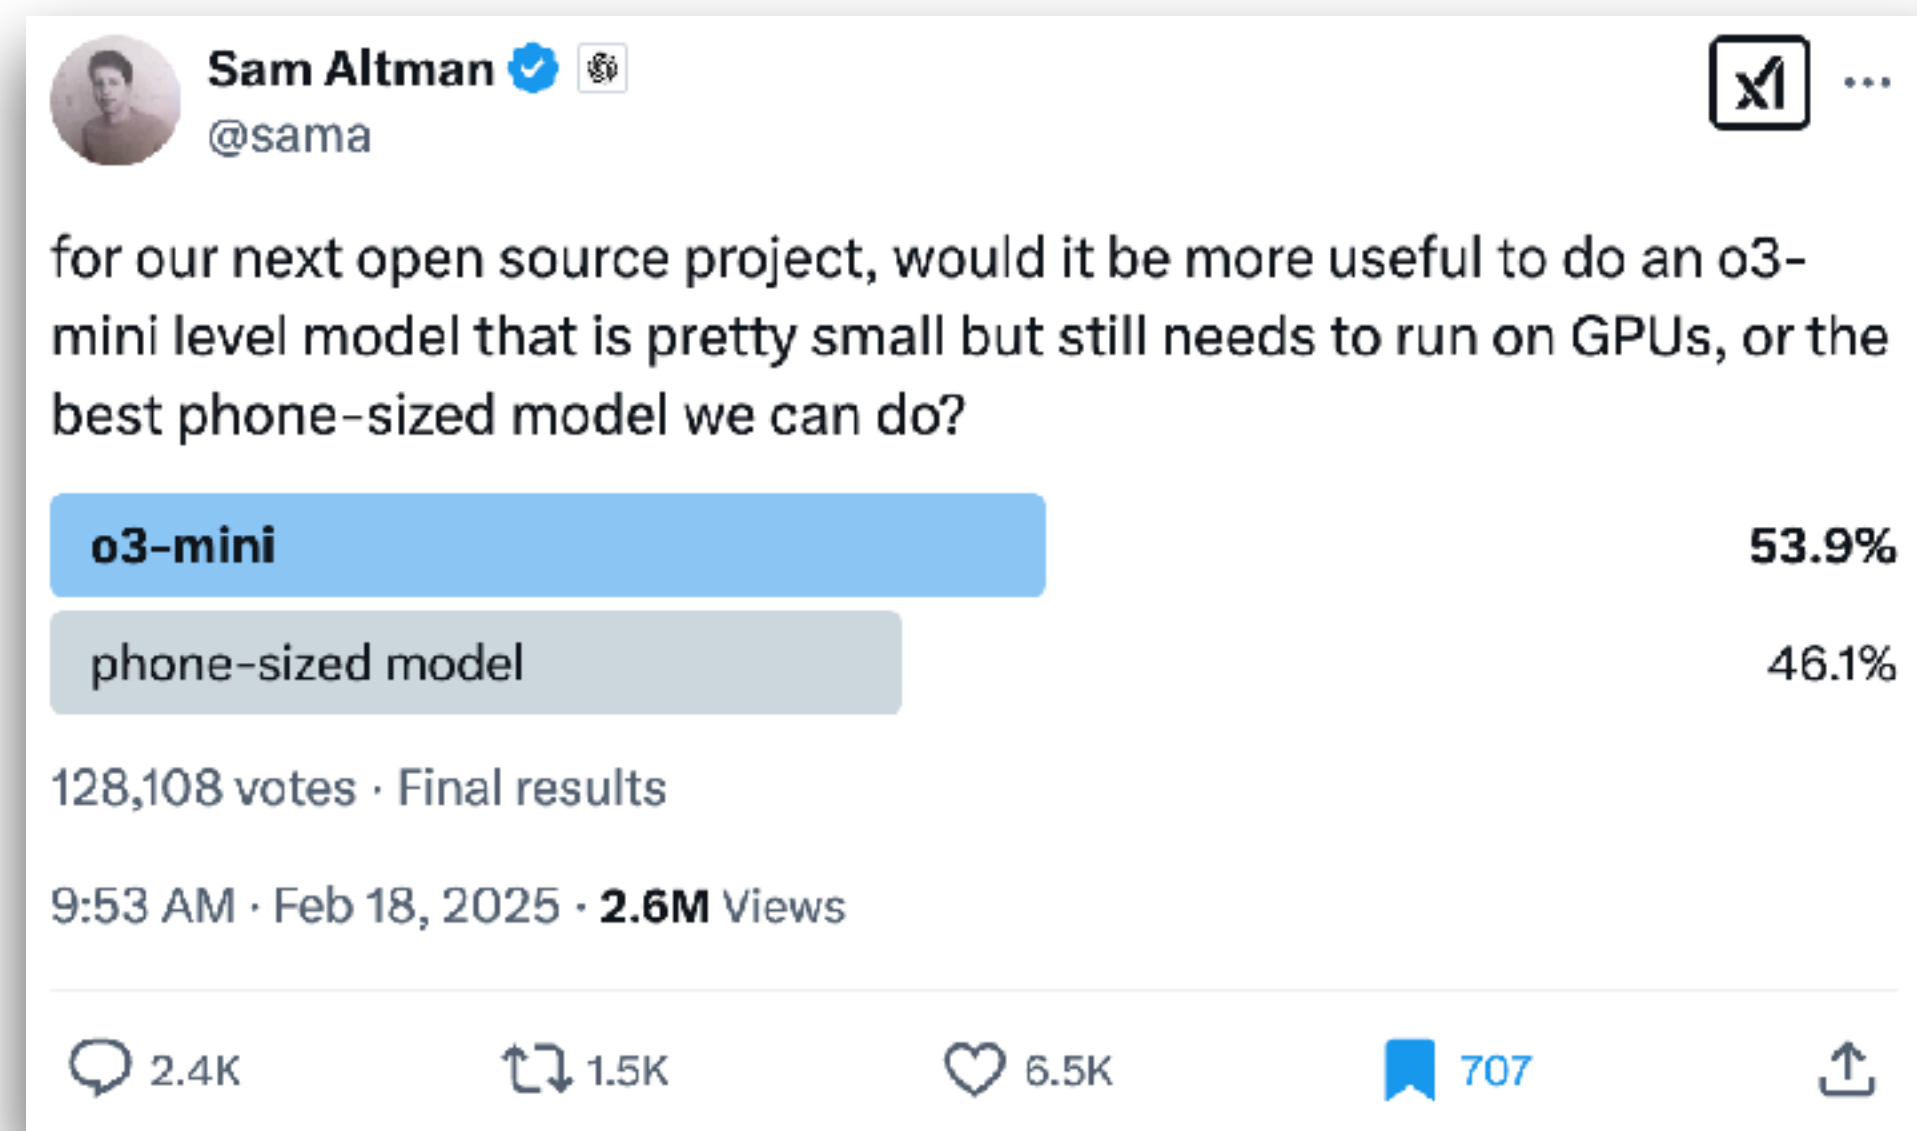 Sam Altman
@sama
for our next open source project, would it be more useful to do an o3-
mini level model that is pretty small but still needs to run on GPUs, or the
best phone-sized model we can do?
o3-mini 53.9%
phone-sized model 46.1%
128,108 votes · Final results
9:53 AM · Feb 18, 2025 · 2.6M Views
2.4K 1.5K 6.5K 707